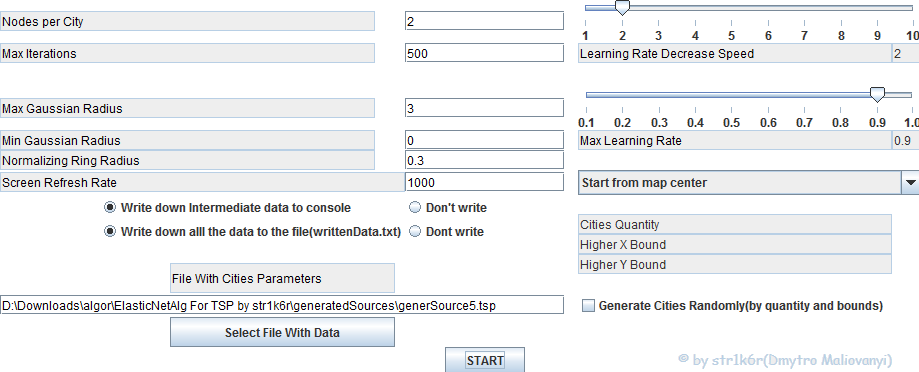 Nodes per City 2
1 2 3 4 5 6 7 8 9 10
Max Iterations 500
Learning Rate Decrease Speed 2
Max Gaussian Radius 3
0.1 0.2 0.3 0.4 0.5 0.6 0.7 0.8 0.9 1.0
Min Gaussian Radius 0
Max Learning Rate 0.9
Normalizing Ring Radius 0.3
Screen Refresh Rate 1000
Start from map center
Write down Intermediate data to console Don't write
Write down alll the data to the file(writtenData.txt) Dont write
Cities Quantity
Higher X Bound
Higher Y Bound
File With Cities Parameters
D:\Downloads\algor\ElasticNetAlg For TSP by str1k6r\generatedSources\generSource5.tsp
Generate Cities Randomly(by quantity and bounds)
Select File With Data
START
© by str1k6r(Dmytro Maliovanyi)